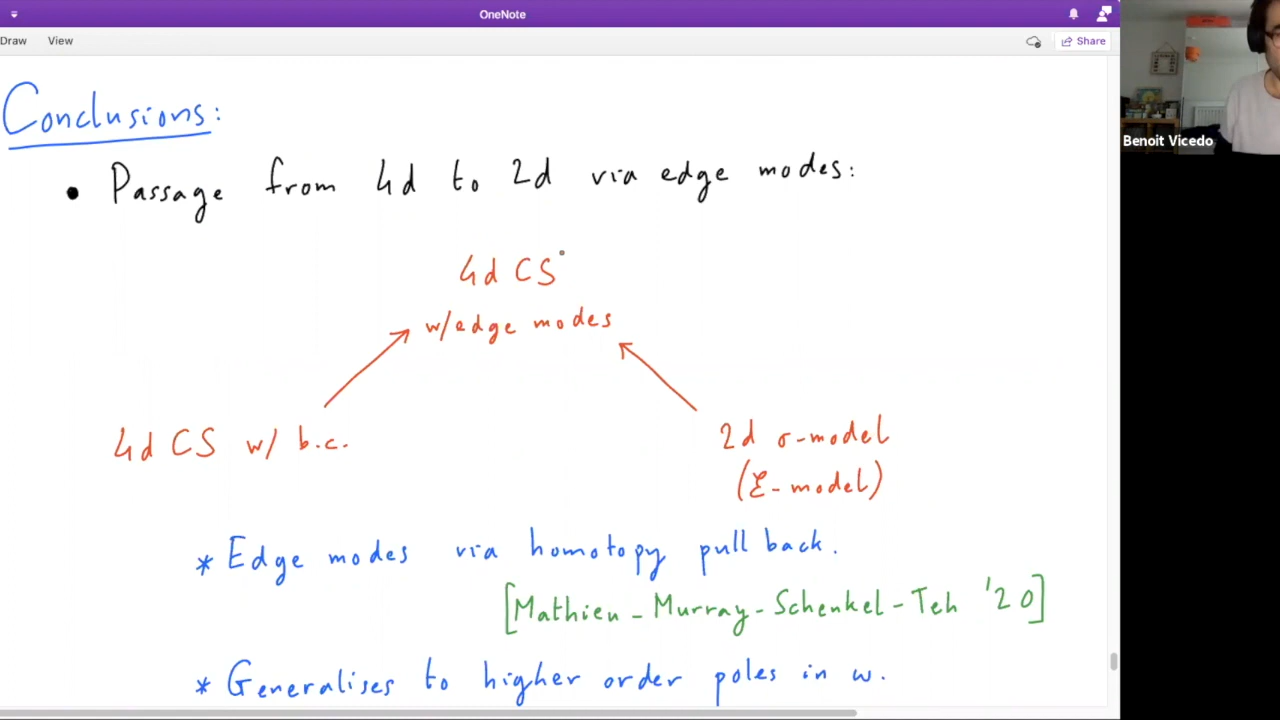 OneNote
Draw View
Share
Conclusions:
• Passage from 4d to 2d via edge modes:
4d CS
w/edge modes
4d CS w/ b.c.
2d σ-model
(ℰ-model)
* Edge modes via homotopy pullback.
[Mathieu-Murray-Schenkel-Teh '20]
* Generalises to higher order poles in ω.
Benoit Vicedo